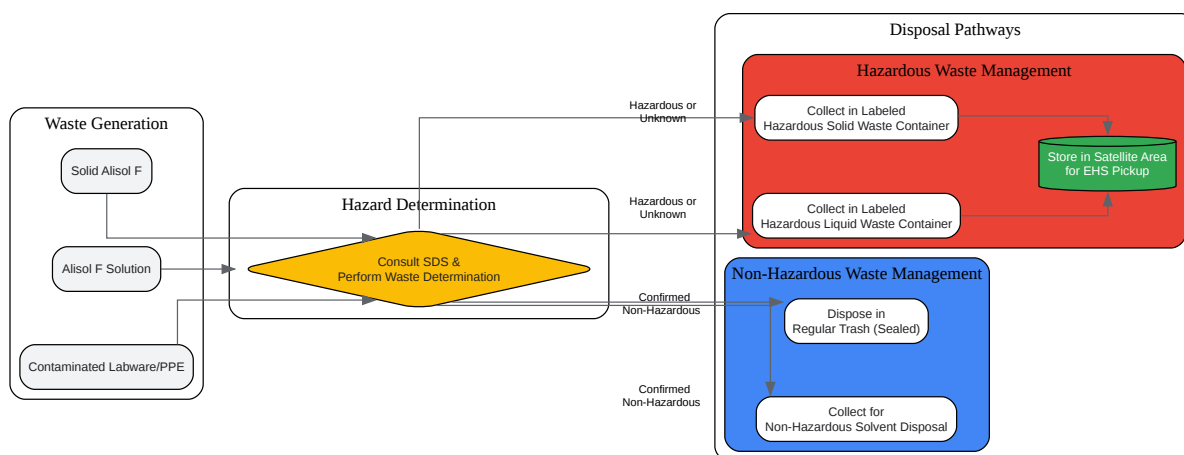 Waste Generation
Solid Alisol F
Alisol F Solution
Contaminated Labware/PPE
Hazard Determination
Consult SDS &
Perform Waste Determination
Hazardous or
Unknown
Hazardous or
Unknown
Confirmed
Non-Hazardous
Confirmed
Non-Hazardous
Disposal Pathways
Hazardous Waste Management
Collect in Labeled
Hazardous Solid Waste Container
Store in Satellite Area
for EHS Pickup
Collect in Labeled
Hazardous Liquid Waste Container
Non-Hazardous Waste Management
Dispose in
Regular Trash (Sealed)
Collect for
Non-Hazardous Solvent Disposal